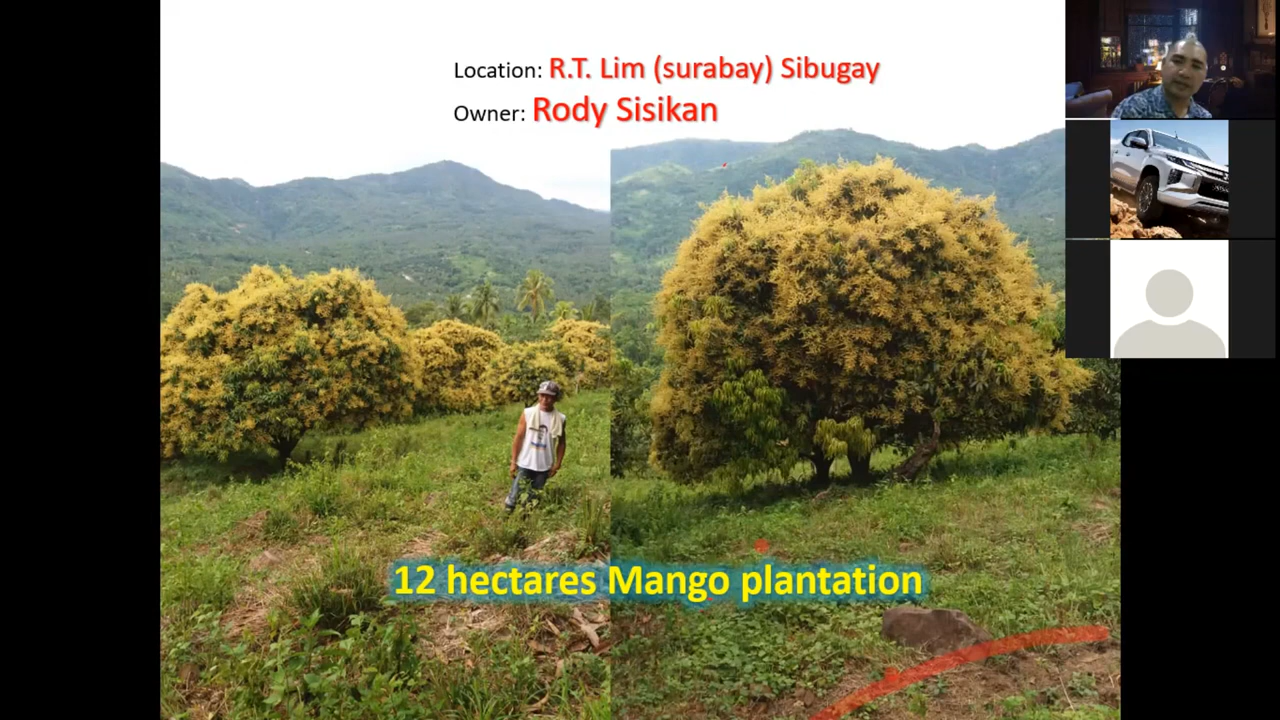 Location: R.T. Lim (surabay) Sibugay
Owner: Rody Sisikan
12 hectares Mango plantation